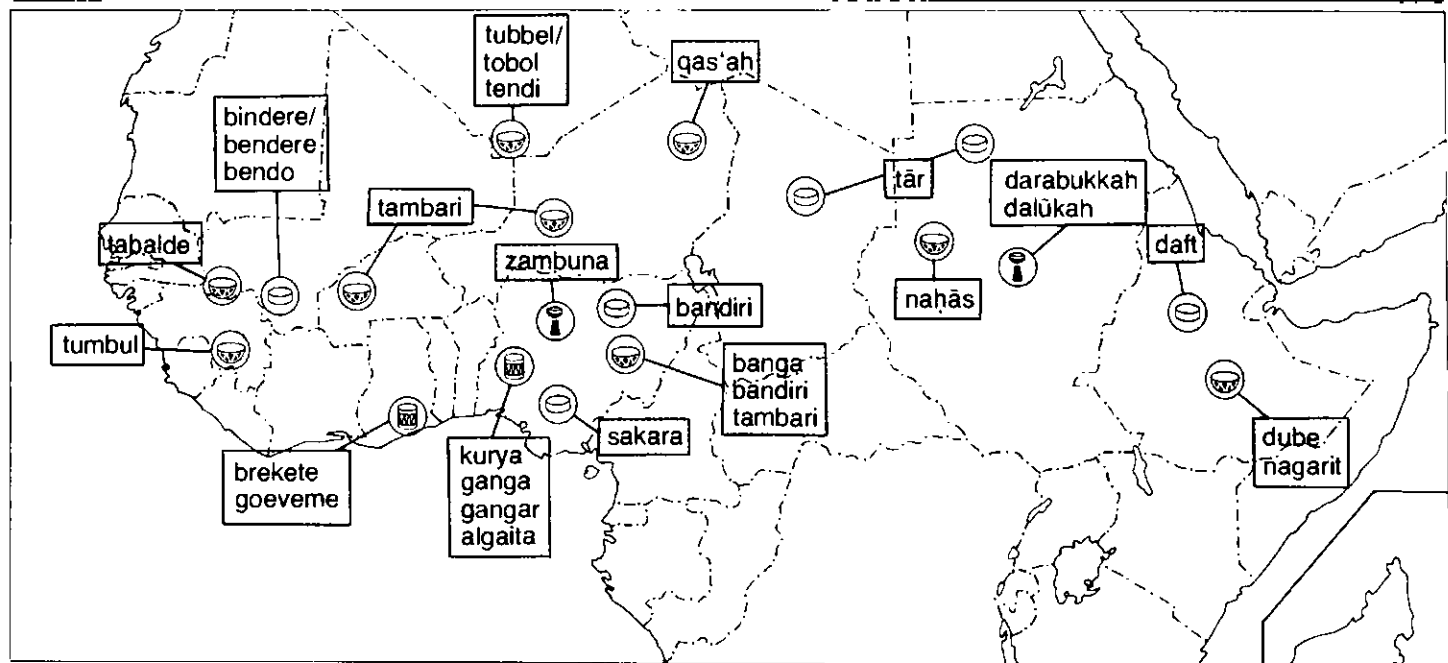 tubbel/
tobol
tendi
qas'ah
bindere/
bendere
bendo
tār
darabukkah
dalūkah
tambari
tabalde
daft
zambuna
naḥās
bandiri
tumbul
banga
bandiri
tambari
sakara
dube
nagarit
brekete
goeveme
kurya
ganga
gangar
algaita